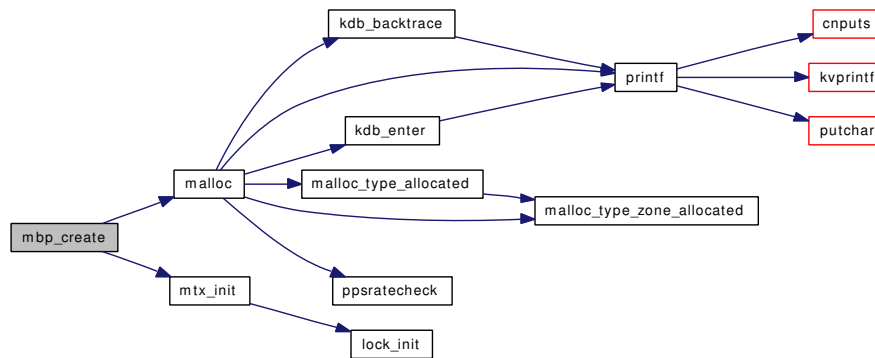 kdb_backtrace
cnputs
printf
kvprintf
kdb_enter
putchar
malloc
malloc_type_allocated
malloc_type_zone_allocated
mbp_create
mtx_init
ppsratecheck
lock_init